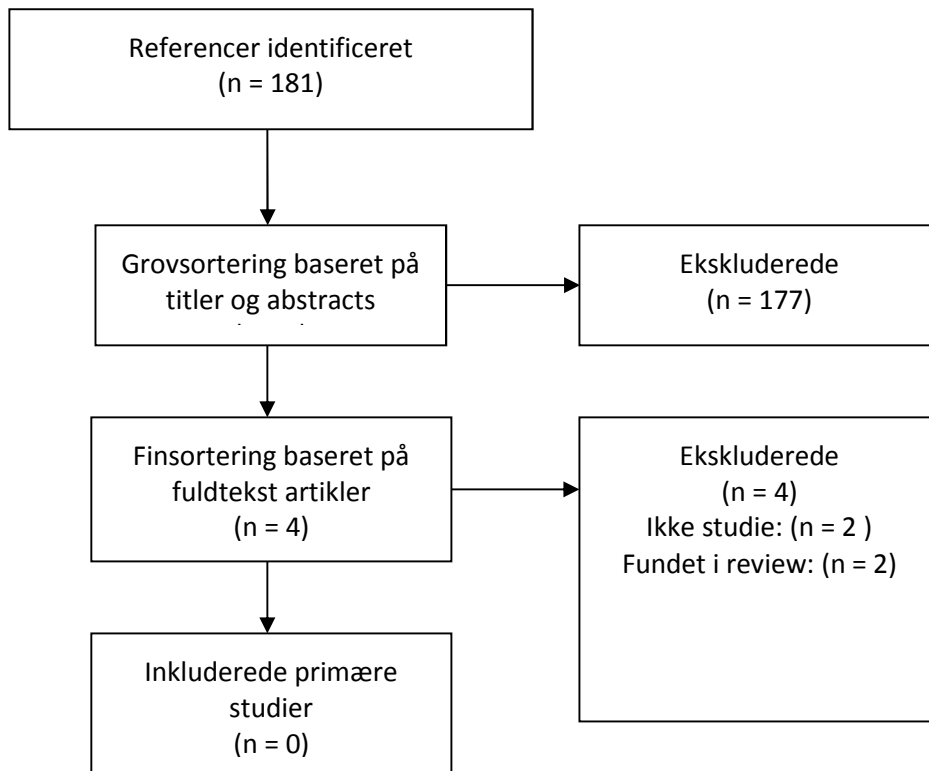 Referencer identificeret
(n = 181)
Grovsortering baseret på
titler og abstracts
Ekskluderede
(n = 177)
Finsortering baseret på
fuldtekst artikler
(n = 4)
Ekskluderede
(n = 4)
Ikke studie: (n = 2 )
Fundet i review: (n = 2)
Inkluderede primære
studier
(n = 0)